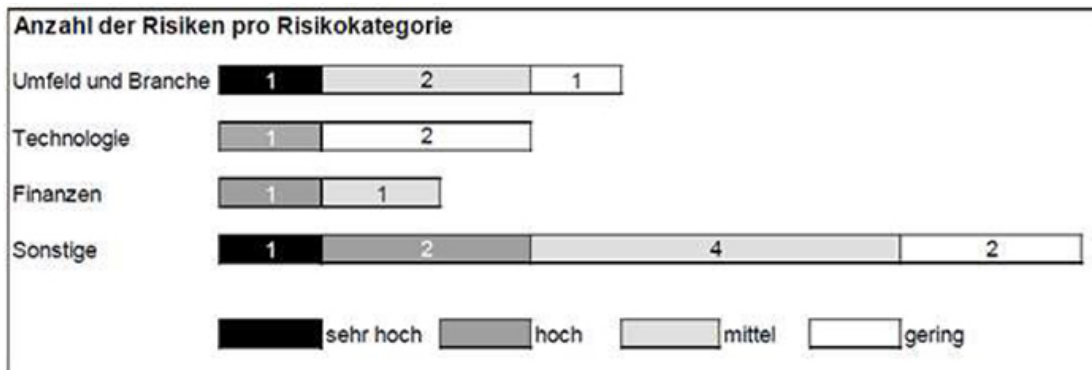 Anzahl der Risiken pro Risikokategorie
Umfeld und Branche 1 2 1
Technologie 1 2
Finanzen 1 1
Sonstige 1 2 4 2
sehr hoch hoch mittel gering